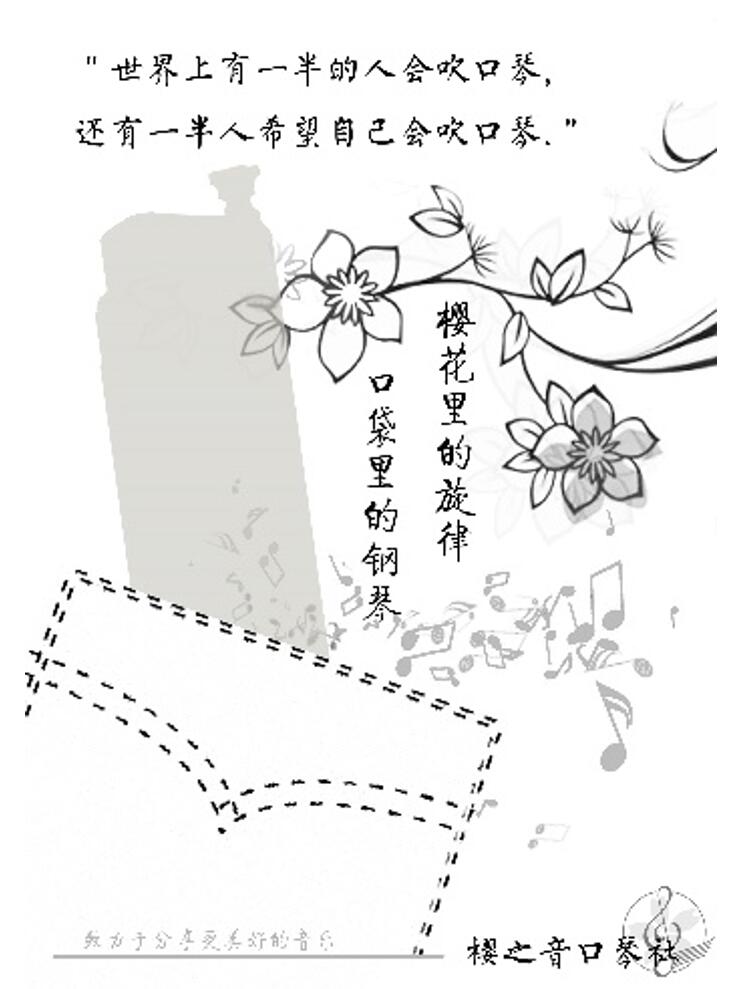 "世界上有一半的人会吹口琴,
还有一半人希望自己会吹口琴."
樱花里的旋律
口袋里的钢琴
致力于分享更美好的音乐
樱之音口琴社